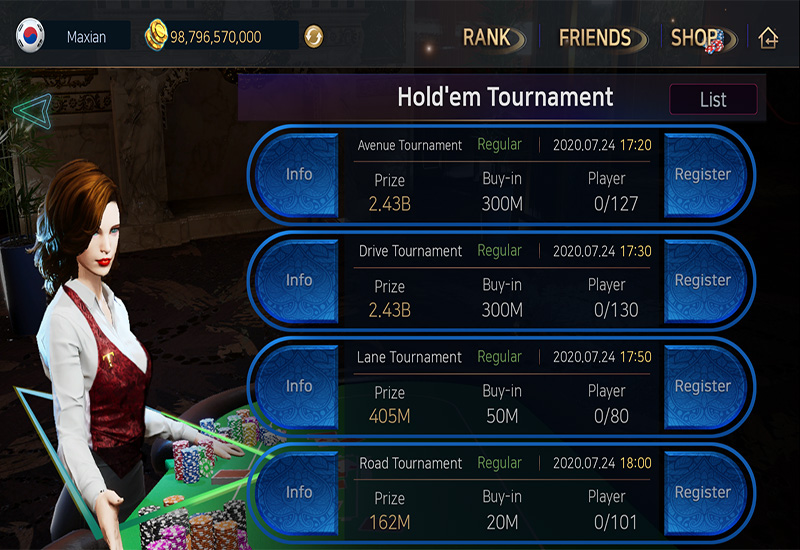 Maxian 98,796,570,000 RANK FRIENDS SHOP
Hold'em Tournament List
Avenue Tournament Regular 2020.07.24 17:20
Info Prize Buy-in Player Register
2.43B 300M 0/127
Drive Tournament Regular 2020.07.24 17:30
Info Prize Buy-in Player Register
2.43B 300M 0/130
Lane Tournament Regular 2020.07.24 17:50
Info Prize Buy-in Player Register
405M 50M 0/80
Road Tournament Regular 2020.07.24 18:00
Info Prize Buy-in Player Register
162M 20M 0/101